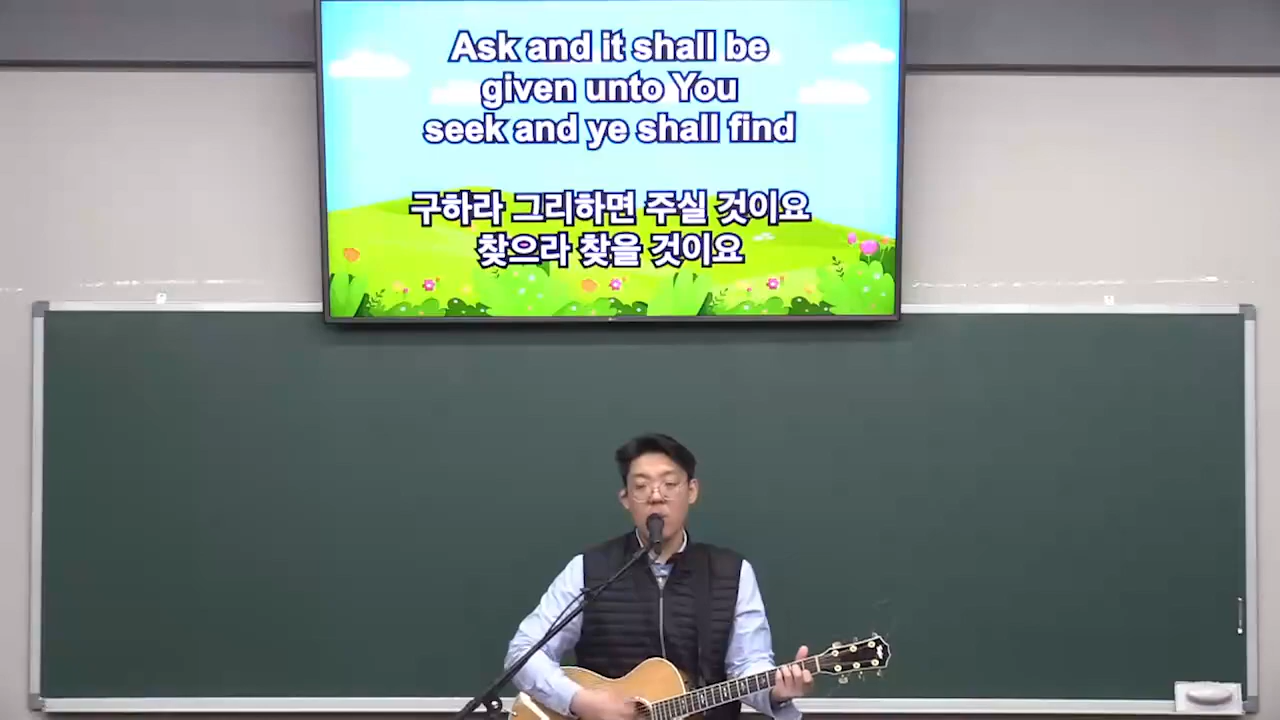 Ask and it shall be
given unto You
seek and ye shall find
구하라 그리하면 주실 것이요
찾으라 찾을 것이요